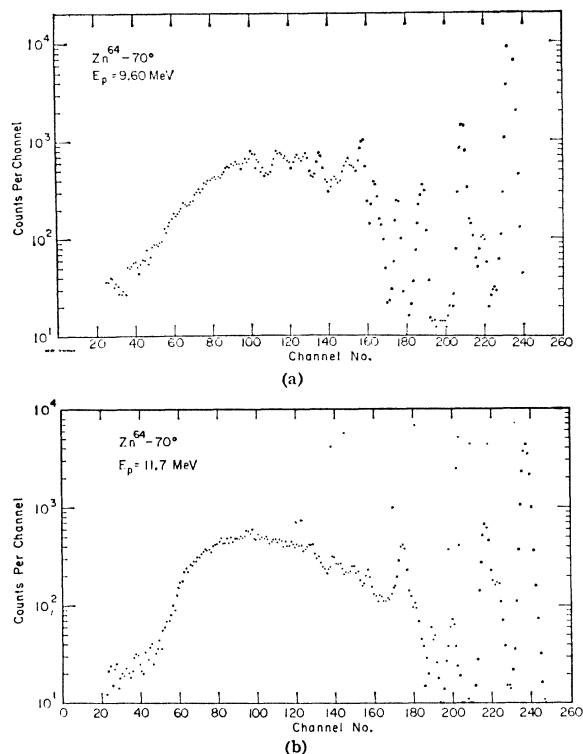 Zn⁶⁴-70°
E_p = 9.60 MeV
10⁴
10³
10²
10¹
Counts Per Channel
20 40 60 80 100 120 140 160 180 200 220 240 260
Channel No.
(a)
Zn⁶⁴-70°
E_p = 11.7 MeV
10⁴
10³
10²
10¹
Counts Per Channel
0 20 40 60 80 100 120 140 160 180 200 220 240 260
Channel No.
(b)